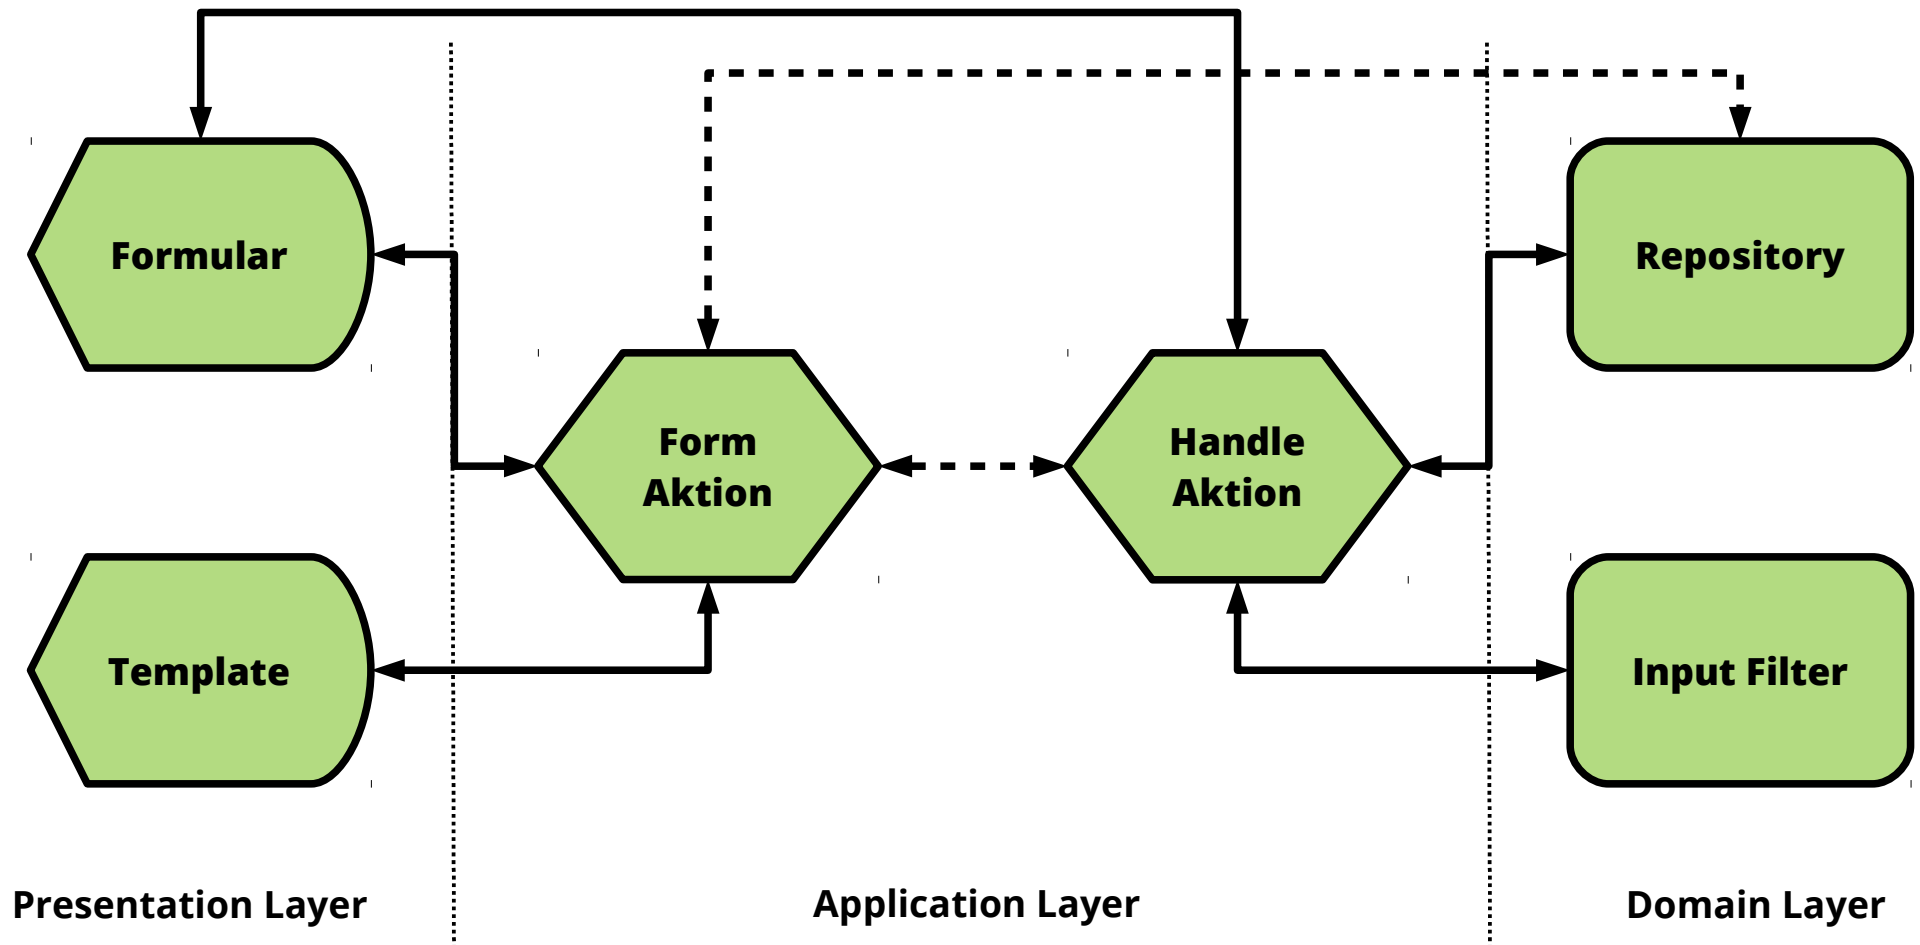 Formular
Repository
Form
Aktion
Handle
Aktion
Template
Input Filter
Presentation Layer
Application Layer
Domain Layer